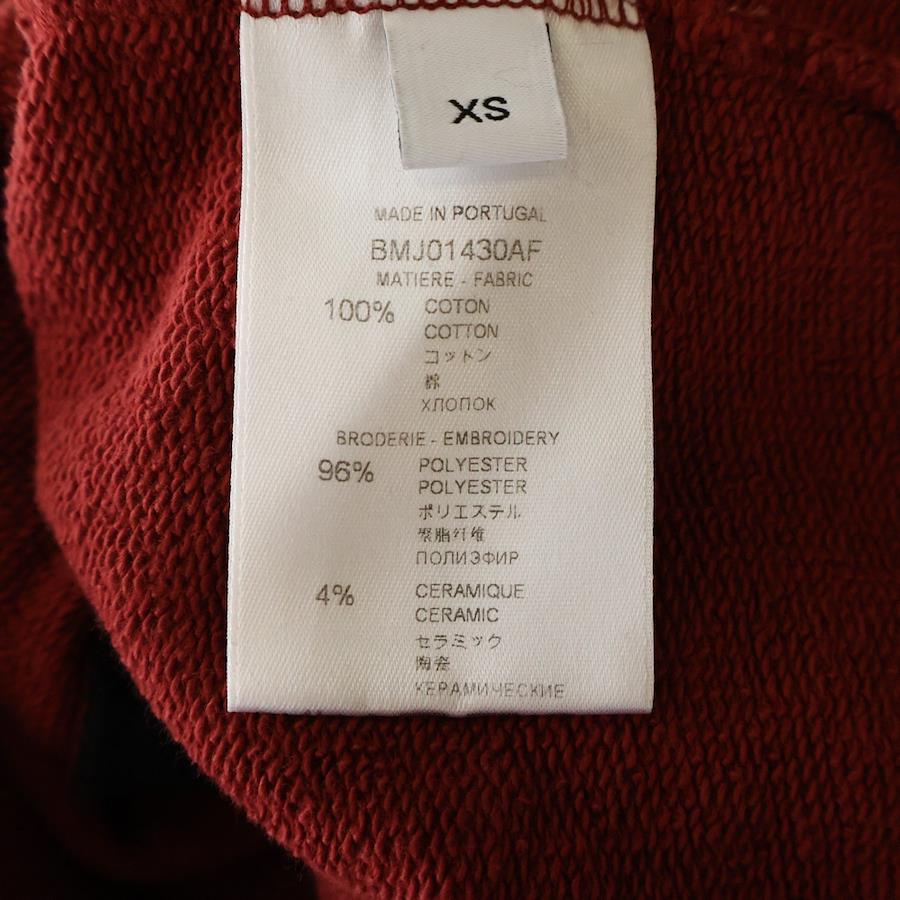 XS
MADE IN PORTUGAL
BMJ01430AF
MATIERE - FABRIC
100% COTON
COTTON
コットン
棉
ХЛОПОК
BRODERIE - EMBROIDERY
96% POLYESTER
POLYESTER
ポリエステル
聚脂纤维
ПОЛИЭФИР
4% CERAMIQUE
CERAMIC
セラミック
陶瓷
КЕРАМИЧЕСКИЕ